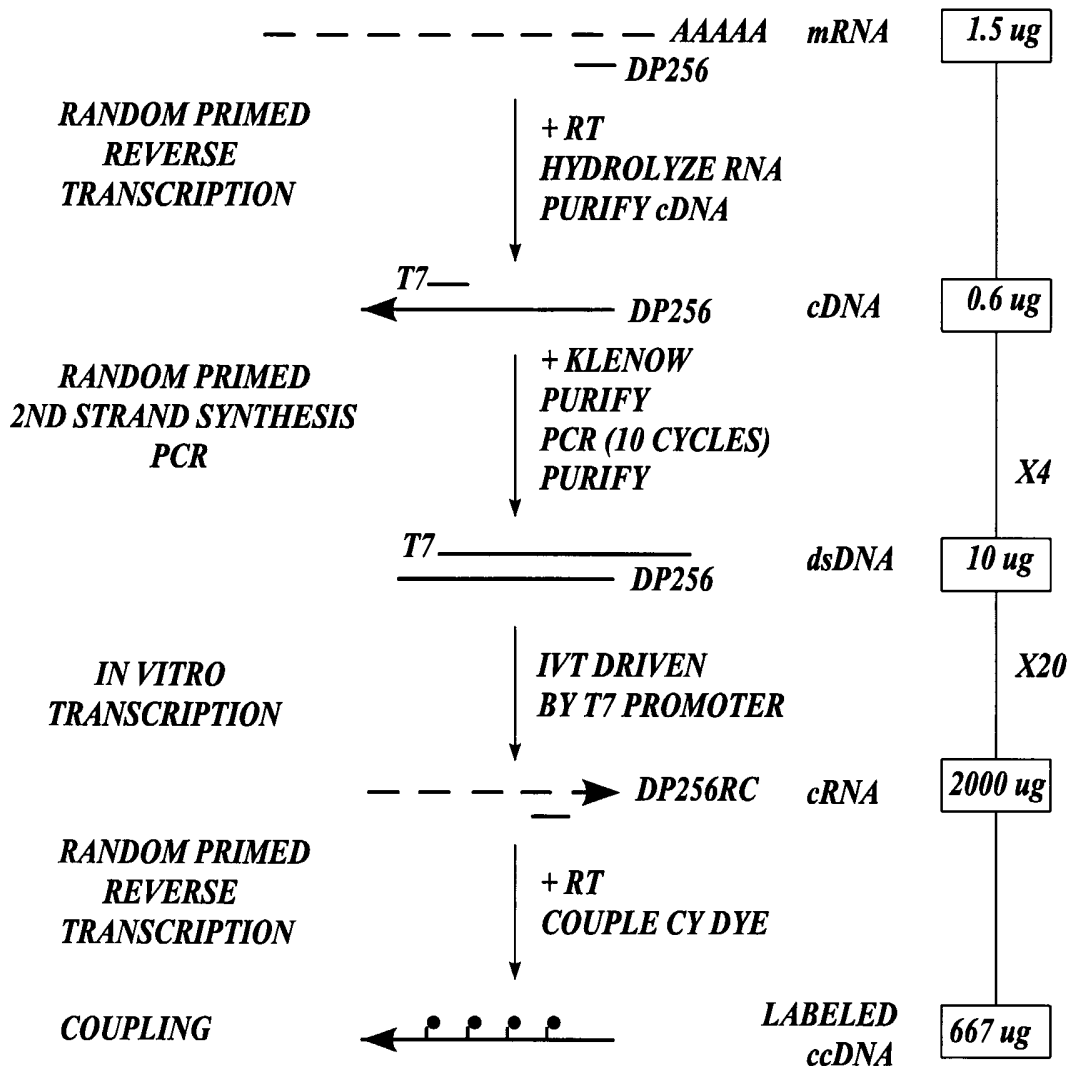 AAAAA mRNA 1.5 ug
DP256
RANDOM PRIMED
REVERSE
TRANSCRIPTION
+ RT
HYDROLYZE RNA
PURIFY cDNA
T7
DP256 cDNA 0.6 ug
RANDOM PRIMED
2ND STRAND SYNTHESIS
PCR
+ KLENOW
PURIFY
PCR (10 CYCLES)
PURIFY
X4
T7
DP256
dsDNA 10 ug
IN VITRO
TRANSCRIPTION
IVT DRIVEN
BY T7 PROMOTER
X20
DP256RC cRNA 2000 ug
RANDOM PRIMED
REVERSE
TRANSCRIPTION
+ RT
COUPLE CY DYE
COUPLING
LABELED
ccDNA
667 ug